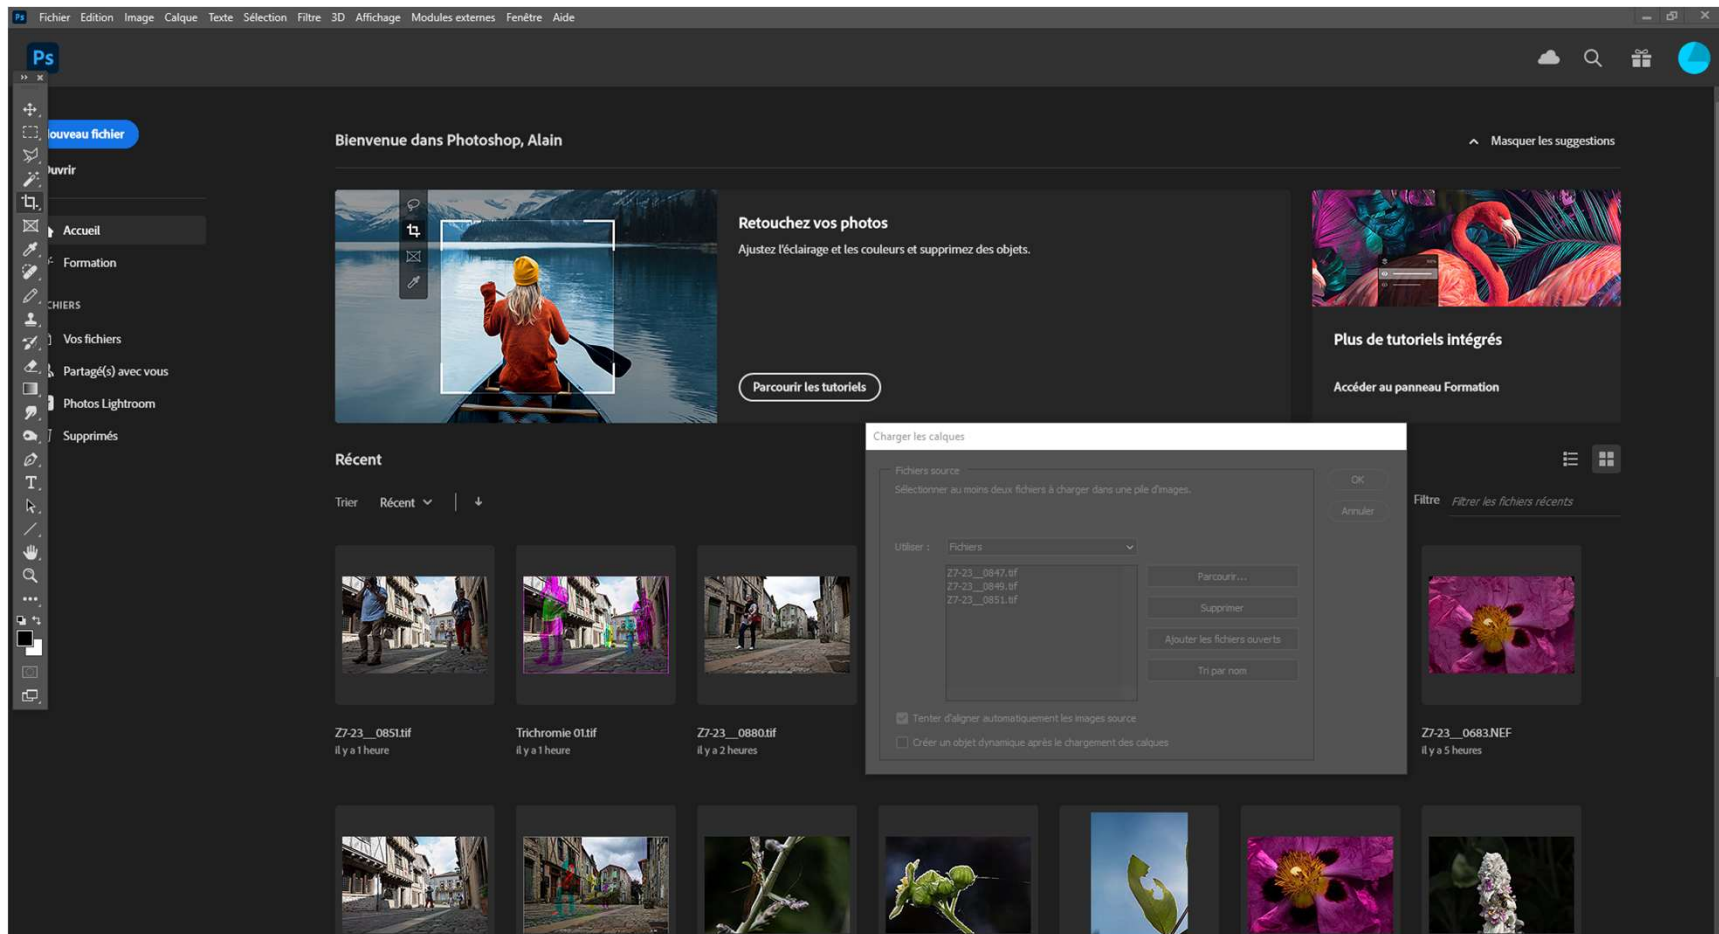 Ps Fichier Edition Image Calque Texte Sélection Filtre 3D Affichage Modules externes Fenêtre Aide
Ps
ouveau fichier
uvrir
Accueil
Formation
CHIERS
Vos fichiers
Partagé(s) avec vous
Photos Lightroom
Supprimés
Bienvenue dans Photoshop, Alain
Masquer les suggestions
Retouchez vos photos
Ajustez l'éclairage et les couleurs et supprimez des objets.
Parcourir les tutoriels
Plus de tutoriels intégrés
Accéder au panneau Formation
Récent
Trier Récent
Filtre Filtrer les fichiers récents
Charger les calques
Fichiers source
Sélectionner au moins deux fichiers à charger dans une pile d'images.
OK
Annuler
Utiliser : Fichiers
Z7-23__0847.tif
Z7-23__0849.tif
Z7-23__0851.tif
Parcourir...
Supprimer
Ajouter les fichiers ouverts
Tri par nom
Tenter d'aligner automatiquement les images source
Créer un objet dynamique après le chargement des calques
Z7-23__0851.tif
il y a 1 heure
Trichromie 01.tif
il y a 1 heure
Z7-23__0880.tif
il y a 2 heures
Z7-23__0683.NEF
il y a 5 heures